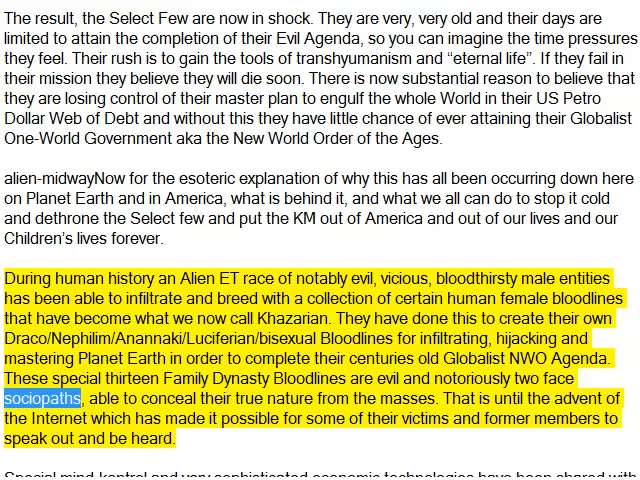 The result, the Select Few are now in shock. They are very, very old and their days are
limited to attain the completion of their Evil Agenda, so you can imagine the time pressures
they feel. Their rush is to gain the tools of transhyumanism and “eternal life”. If they fail in
their mission they believe they will die soon. There is now substantial reason to believe that
they are losing control of their master plan to engulf the whole World in their US Petro
Dollar Web of Debt and without this they have little chance of ever attaining their Globalist
One-World Government aka the New World Order of the Ages.
alien-midwayNow for the esoteric explanation of why this has all been occurring down here
on Planet Earth and in America, what is behind it, and what we all can do to stop it cold
and dethrone the Select few and put the KM out of America and out of our lives and our
Children’s lives forever.
During human history an Alien ET race of notably evil, vicious, bloodthirsty male entities
has been able to infiltrate and breed with a collection of certain human female bloodlines
that have become what we now call Khazarian. They have done this to create their own
Draco/Nephilim/Anannaki/Luciferian/bisexual Bloodlines for infiltrating, hijacking and
mastering Planet Earth in order to complete their centuries old Globalist NWO Agenda.
These special thirteen Family Dynasty Bloodlines are evil and notoriously two face
sociopaths, able to conceal their true nature from the masses. That is until the advent of
the Internet which has made it possible for some of their victims and former members to
speak out and be heard.